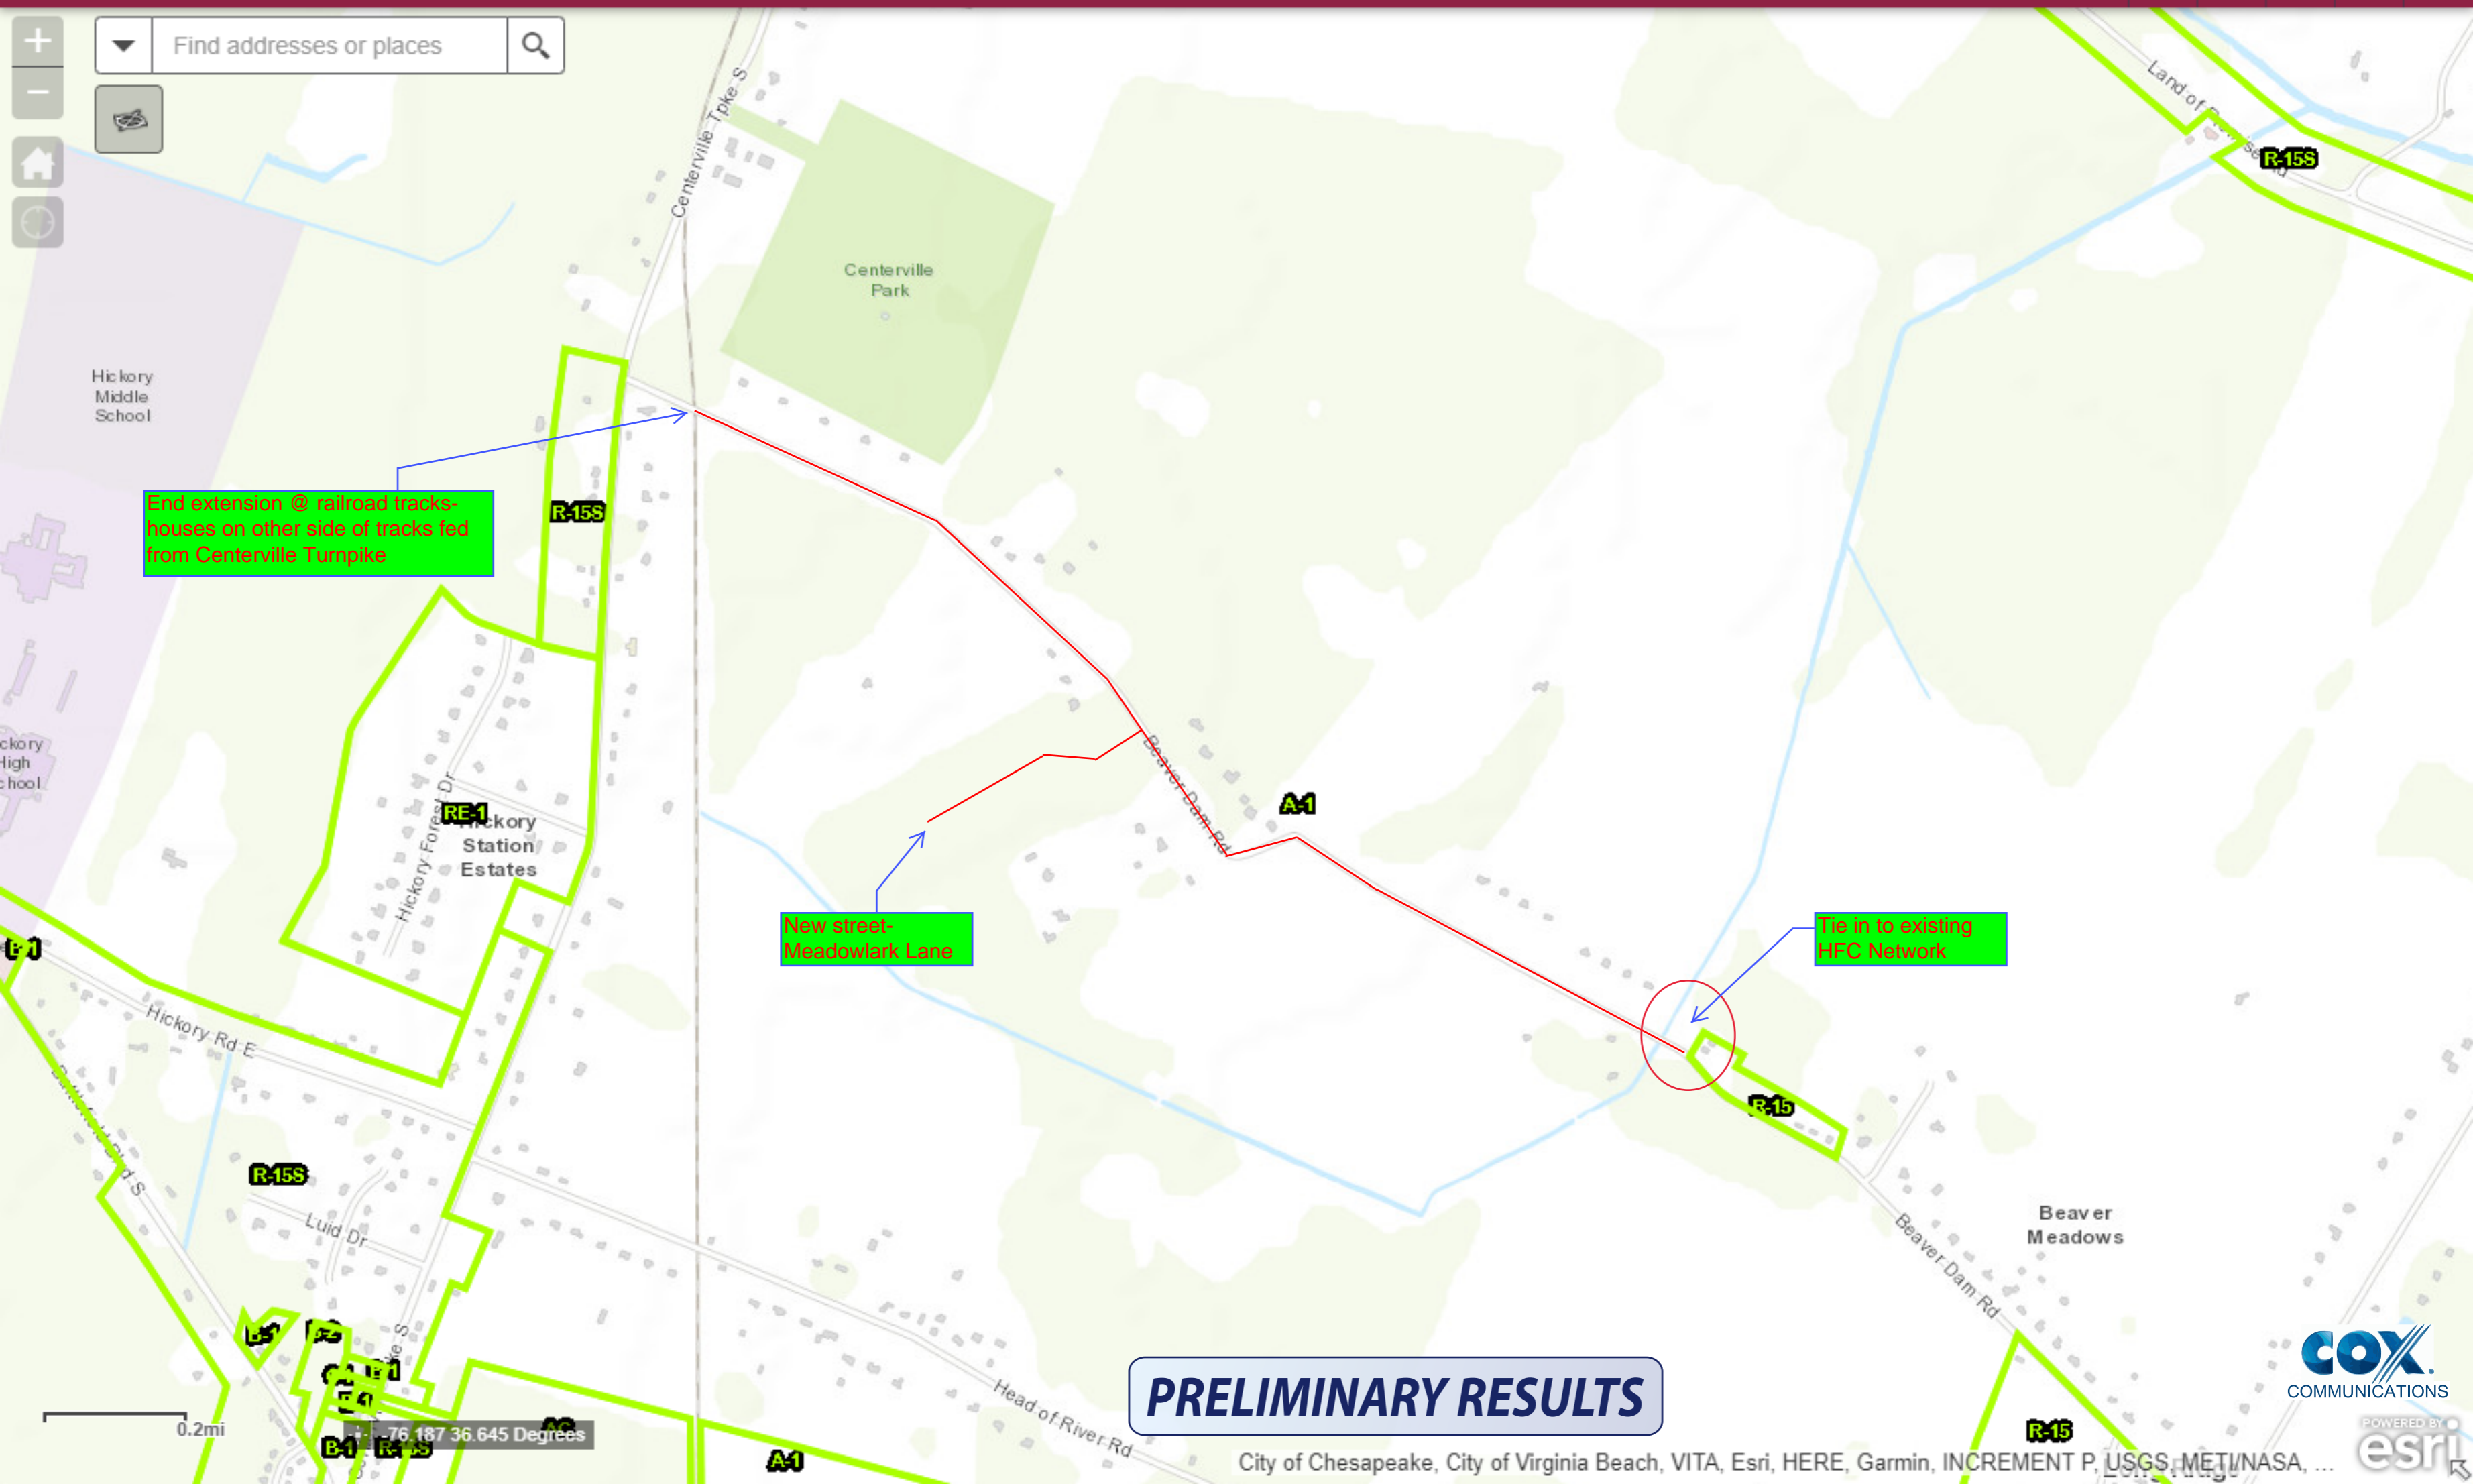 Find addresses or places
Centerville Tpke S
Land of Promise Rd
R-15S
Centerville
Park
Hickory
Middle
School
End extension @ railroad tracks-
houses on other side of tracks fed
from Centerville Turnpike
R-15S
ckory
High
chool
Beaver Dam Rd
A-1
Hickory Forest Dr
RE-1
Hickory
Station
Estates
New street-
Meadowlark Lane
Tie in to existing
HFC Network
B-1
Hickory Rd E
R-15
Battlefield Blvd S
R-15S
Luid Dr
Beaver
Meadows
Beaver Dam Rd
Head of River Rd
PRELIMINARY RESULTS
COX
COMMUNICATIONS
0.2mi
-76.187 36.645 Degrees
B-1
R-15S
A-1
R-15
POWERED BY
esri
City of Chesapeake, City of Virginia Beach, VITA, Esri, HERE, Garmin, INCREMENT P, USGS, METI/NASA, ...